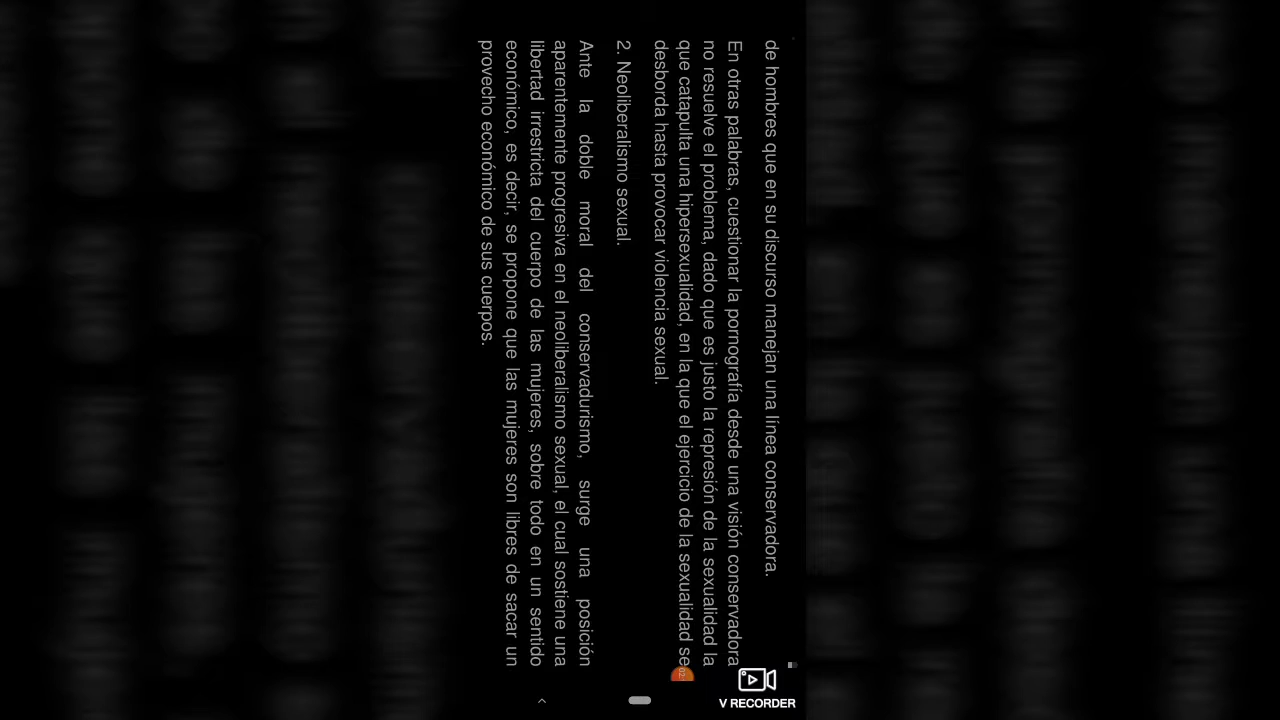 de hombres que en su discurso manejan una línea conservadora.
En otras palabras, cuestionar la pornografía desde una visión conservadora
no resuelve el problema, dado que es justo la represión de la sexualidad la
que catapulta una hipersexualidad, en la que el ejercicio de la sexualidad se
desborda hasta provocar violencia sexual.
2. Neoliberalismo sexual.
Ante la doble moral del conservadurismo, surge una posición
aparentemente progresiva en el neoliberalismo sexual, el cual sostiene una
libertad irrestricta del cuerpo de las mujeres, sobre todo en un sentido
económico, es decir, se propone que las mujeres son libres de sacar un
provecho económico de sus cuerpos.
V RECORDER